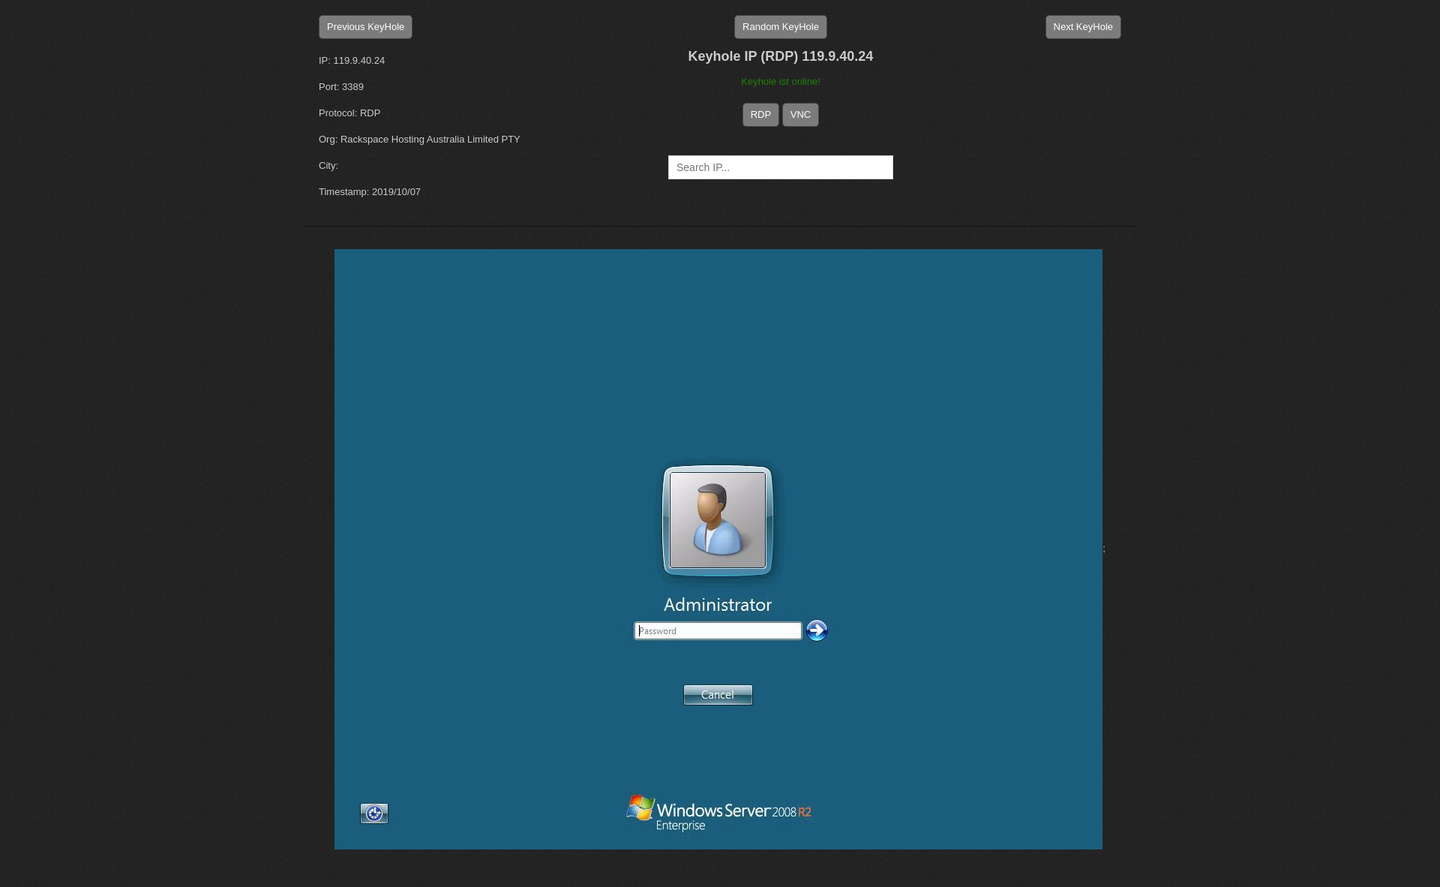 Previous KeyHole
Random KeyHole
Next KeyHole
IP: 119.9.40.24
Port: 3389
Protocol: RDP
Org: Rackspace Hosting Australia Limited PTY
City:
Timestamp: 2019/10/07
Keyhole IP (RDP) 119.9.40.24
Keyhole ist online!
RDP VNC
Search IP...
;
Administrator
Password
Cancel
Windows Server 2008 R2
Enterprise